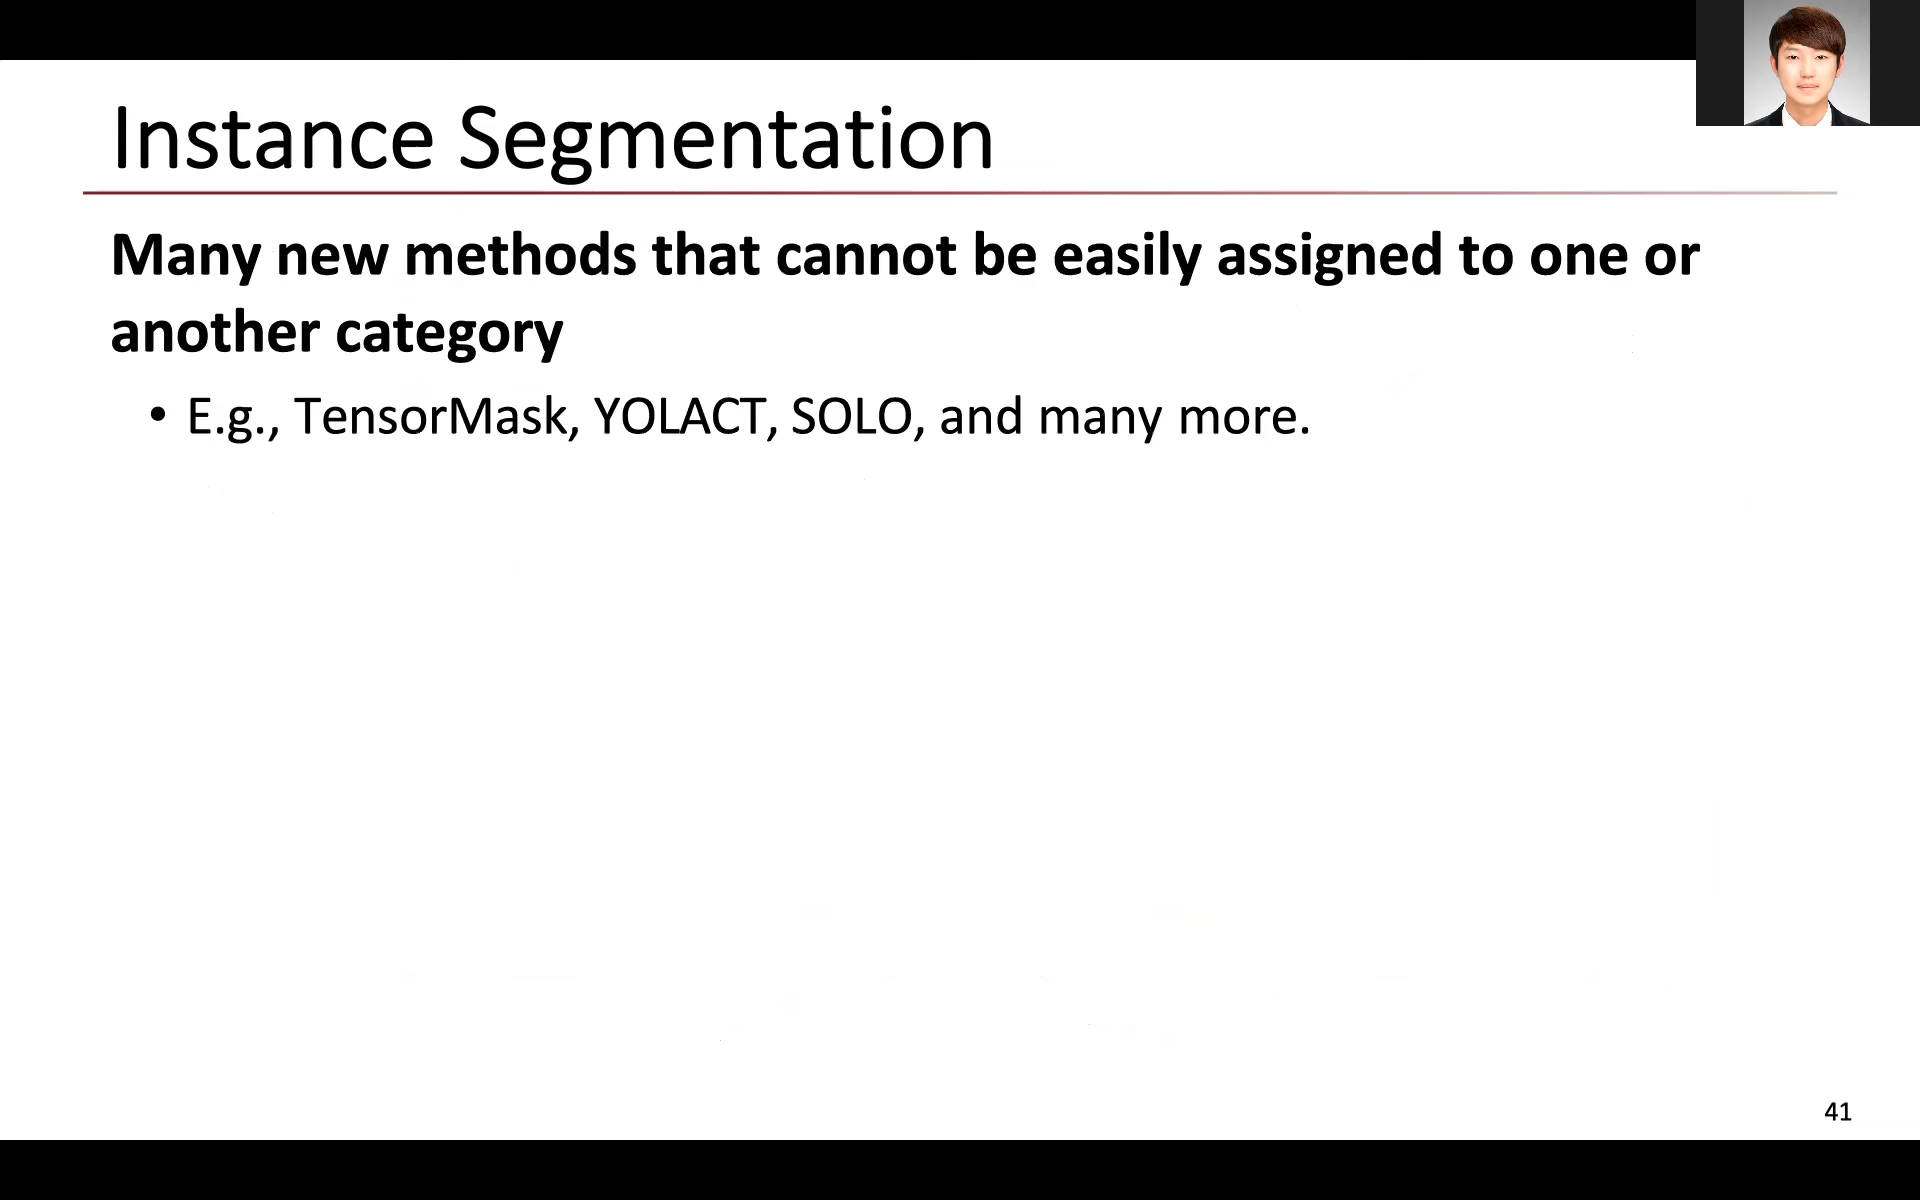 Instance Segmentation
Many new methods that cannot be easily assigned to one or
another category
• E.g., TensorMask, YOLACT, SOLO, and many more.
41